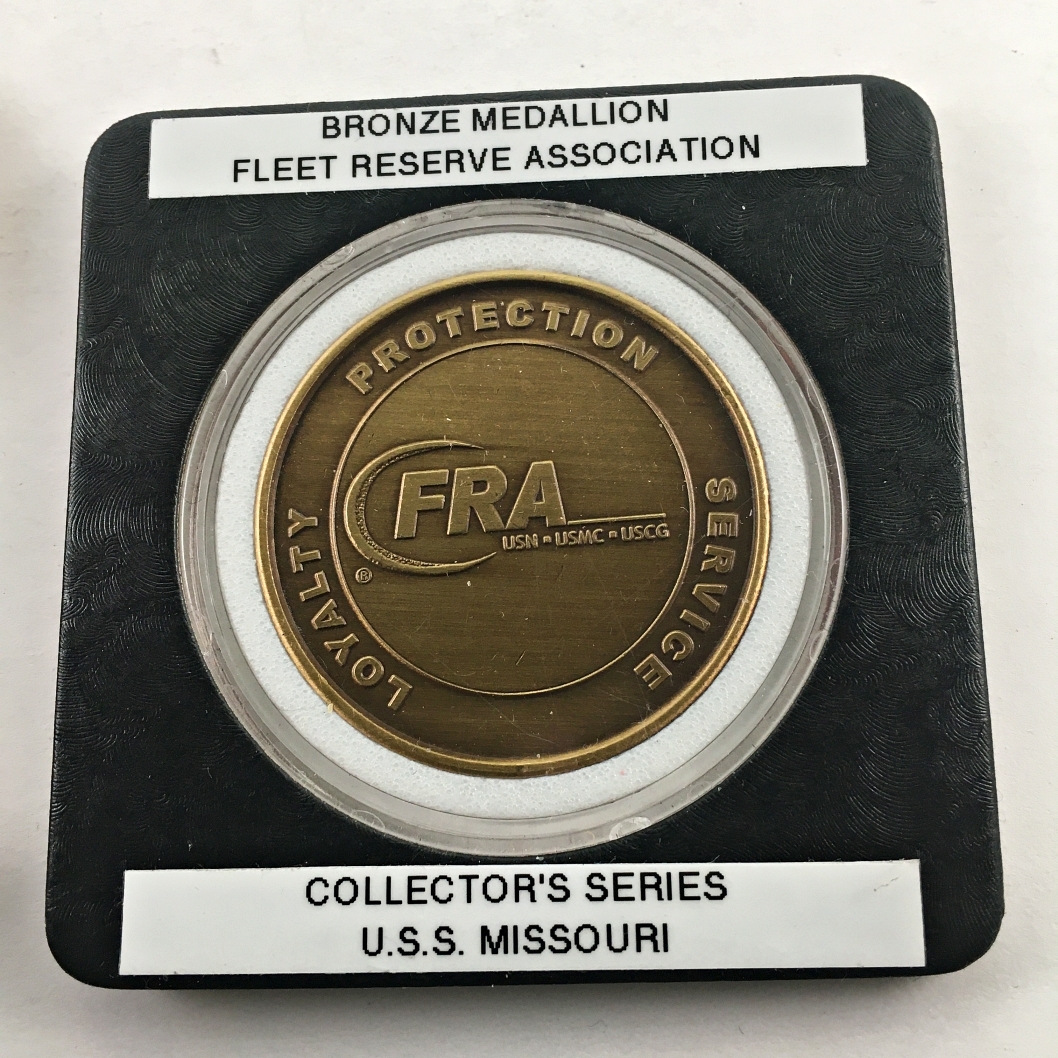 BRONZE MEDALLION
FLEET RESERVE ASSOCIATION
PROTECTION
LOYALTY
SERVICE
FRA
USN ▪ USMC ▪ USCG
®
COLLECTOR'S SERIES
U.S.S. MISSOURI